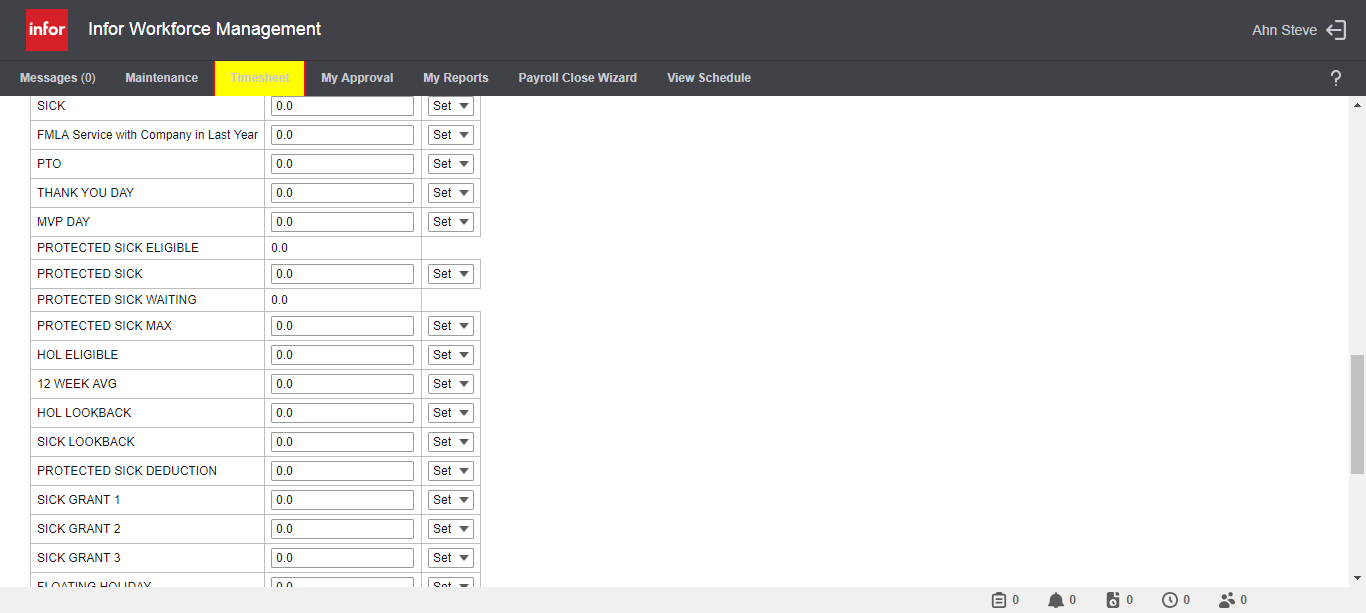 infor Infor Workforce Management Ahn Steve
Messages (0) Maintenance Timesheet My Approval My Reports Payroll Close Wizard View Schedule ?
SICK 0.0 Set
FMLA Service with Company in Last Year 0.0 Set
PTO 0.0 Set
THANK YOU DAY 0.0 Set
MVP DAY 0.0 Set
PROTECTED SICK ELIGIBLE 0.0
PROTECTED SICK 0.0 Set
PROTECTED SICK WAITING 0.0
PROTECTED SICK MAX 0.0 Set
HOL ELIGIBLE 0.0 Set
12 WEEK AVG 0.0 Set
HOL LOOKBACK 0.0 Set
SICK LOOKBACK 0.0 Set
PROTECTED SICK DEDUCTION 0.0 Set
SICK GRANT 1 0.0 Set
SICK GRANT 2 0.0 Set
SICK GRANT 3 0.0 Set
FLOATING HOLIDAY 0.0 Set
0 0 0 0 0